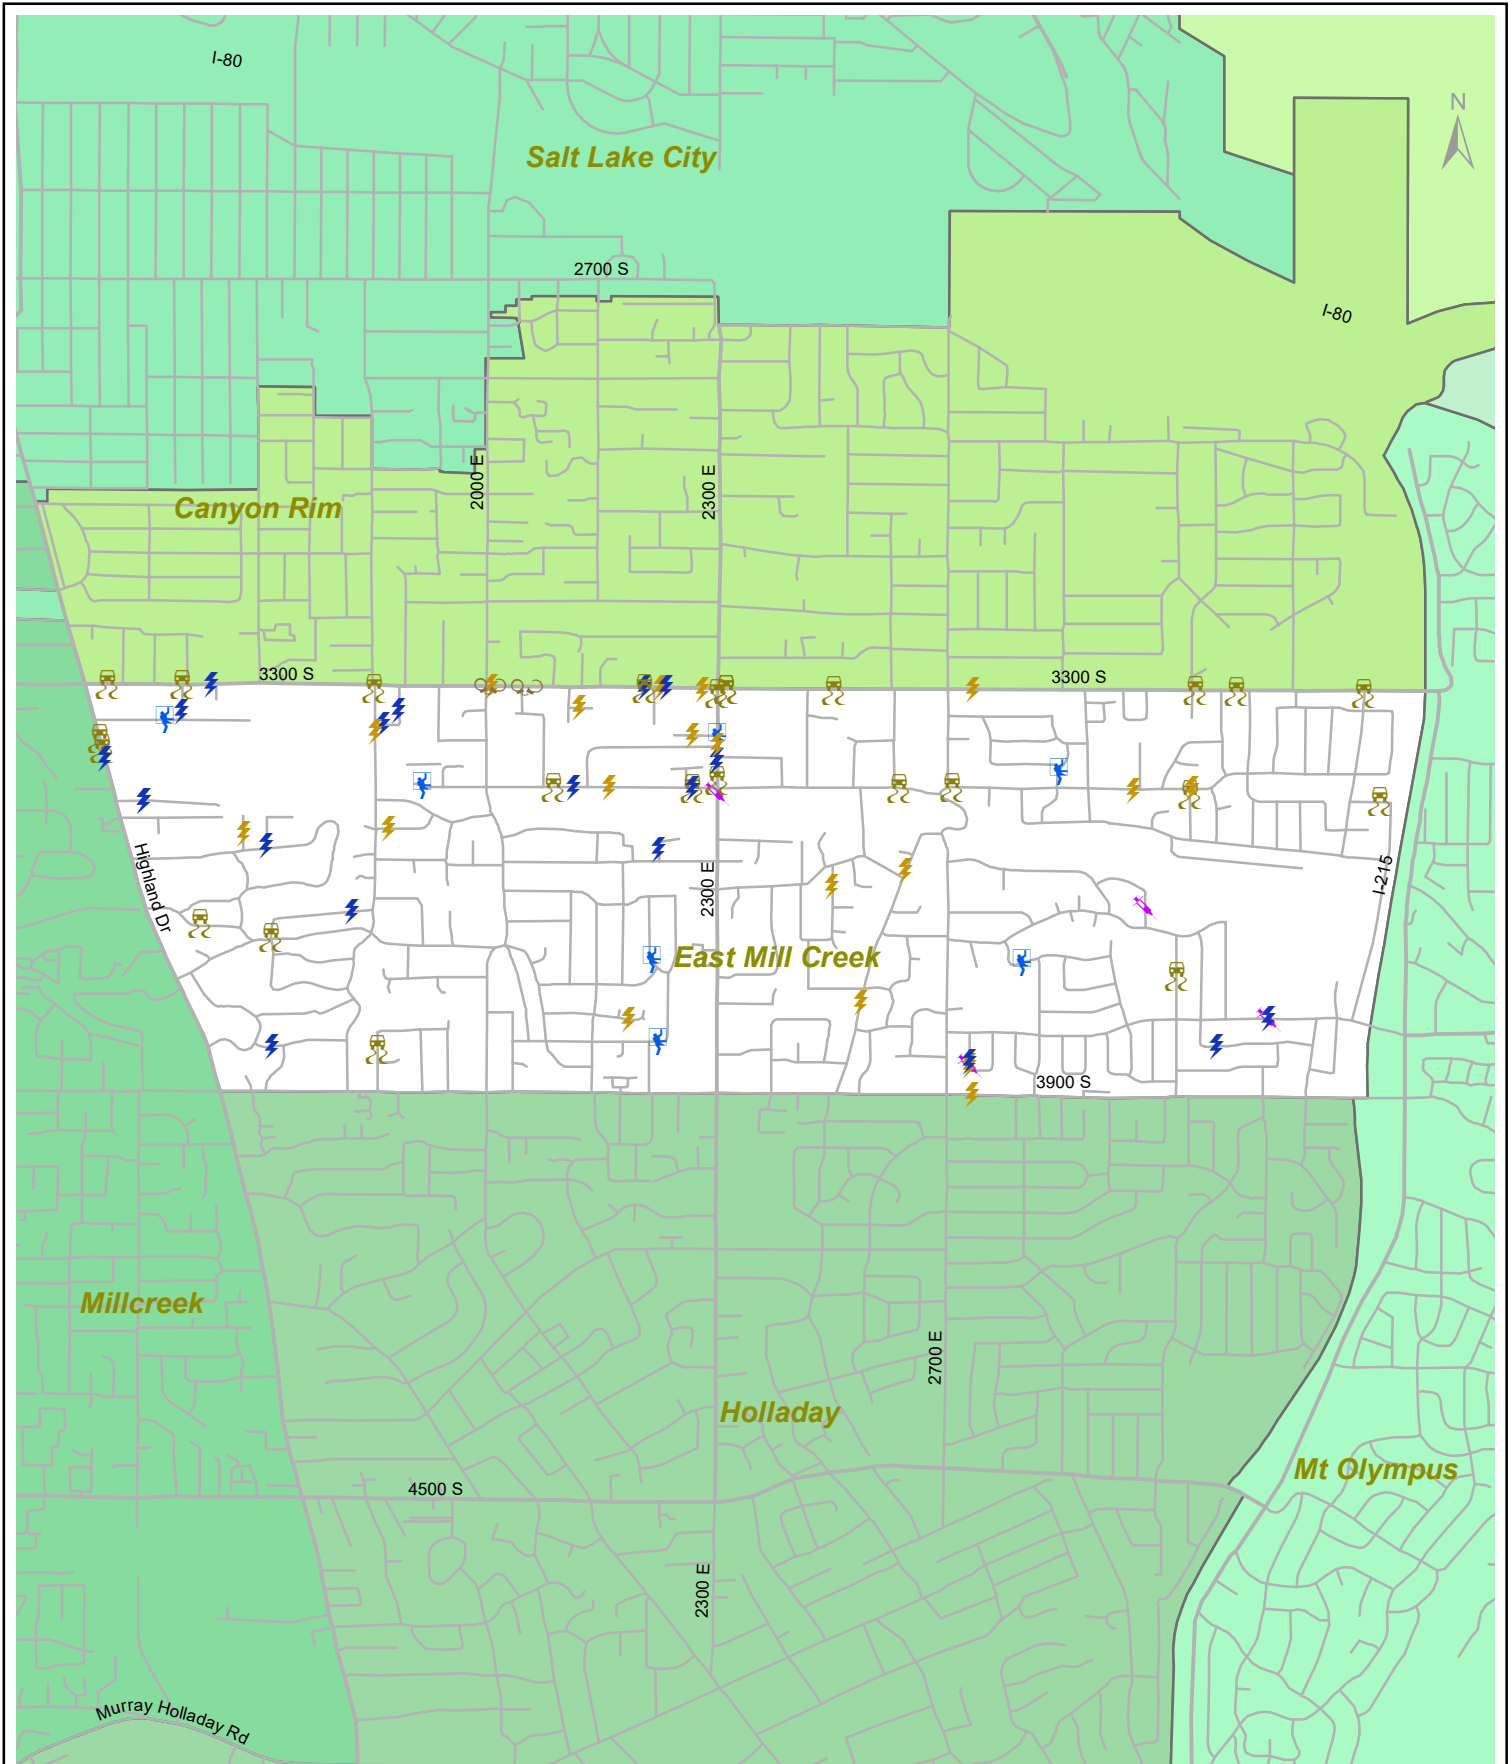 I-80
N
Salt Lake City
2700 S
I-80
2000 E
2300 E
Canyon Rim
3300 S
3300 S
Highland Dr
2300 E
I-215
East Mill Creek
3900 S
Millcreek
2700 E
Holladay
Mt Olympus
4500 S
2300 E
Murray Holladay Rd